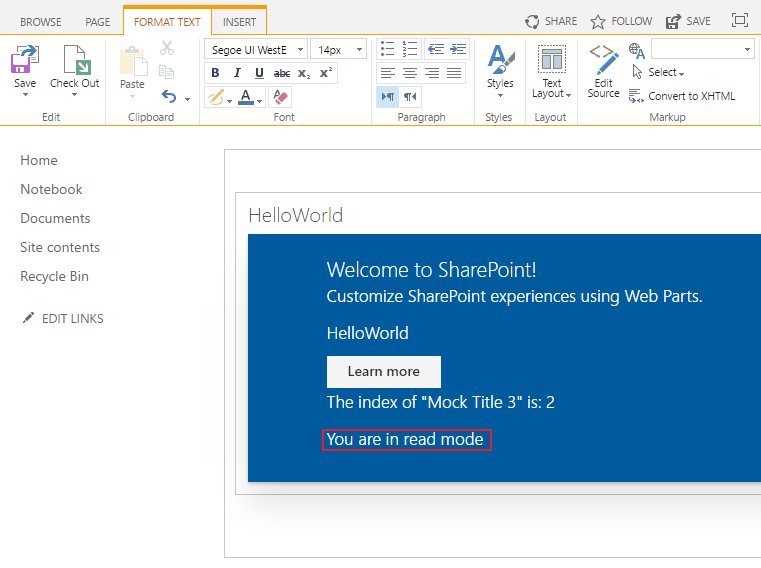 BROWSE PAGE FORMAT TEXT INSERT SHARE FOLLOW SAVE
Segoe UI WestE 14px
Save Check Out Paste B I U abc x₂ x² Styles Text Layout Edit Source Select
A A Convert to XHTML
Edit Clipboard Font Paragraph Styles Layout Markup
Home
Notebook
Documents
Site contents
Recycle Bin
EDIT LINKS
HelloWorld
Welcome to SharePoint!
Customize SharePoint experiences using Web Parts.
HelloWorld
Learn more
The index of "Mock Title 3" is: 2
You are in read mode